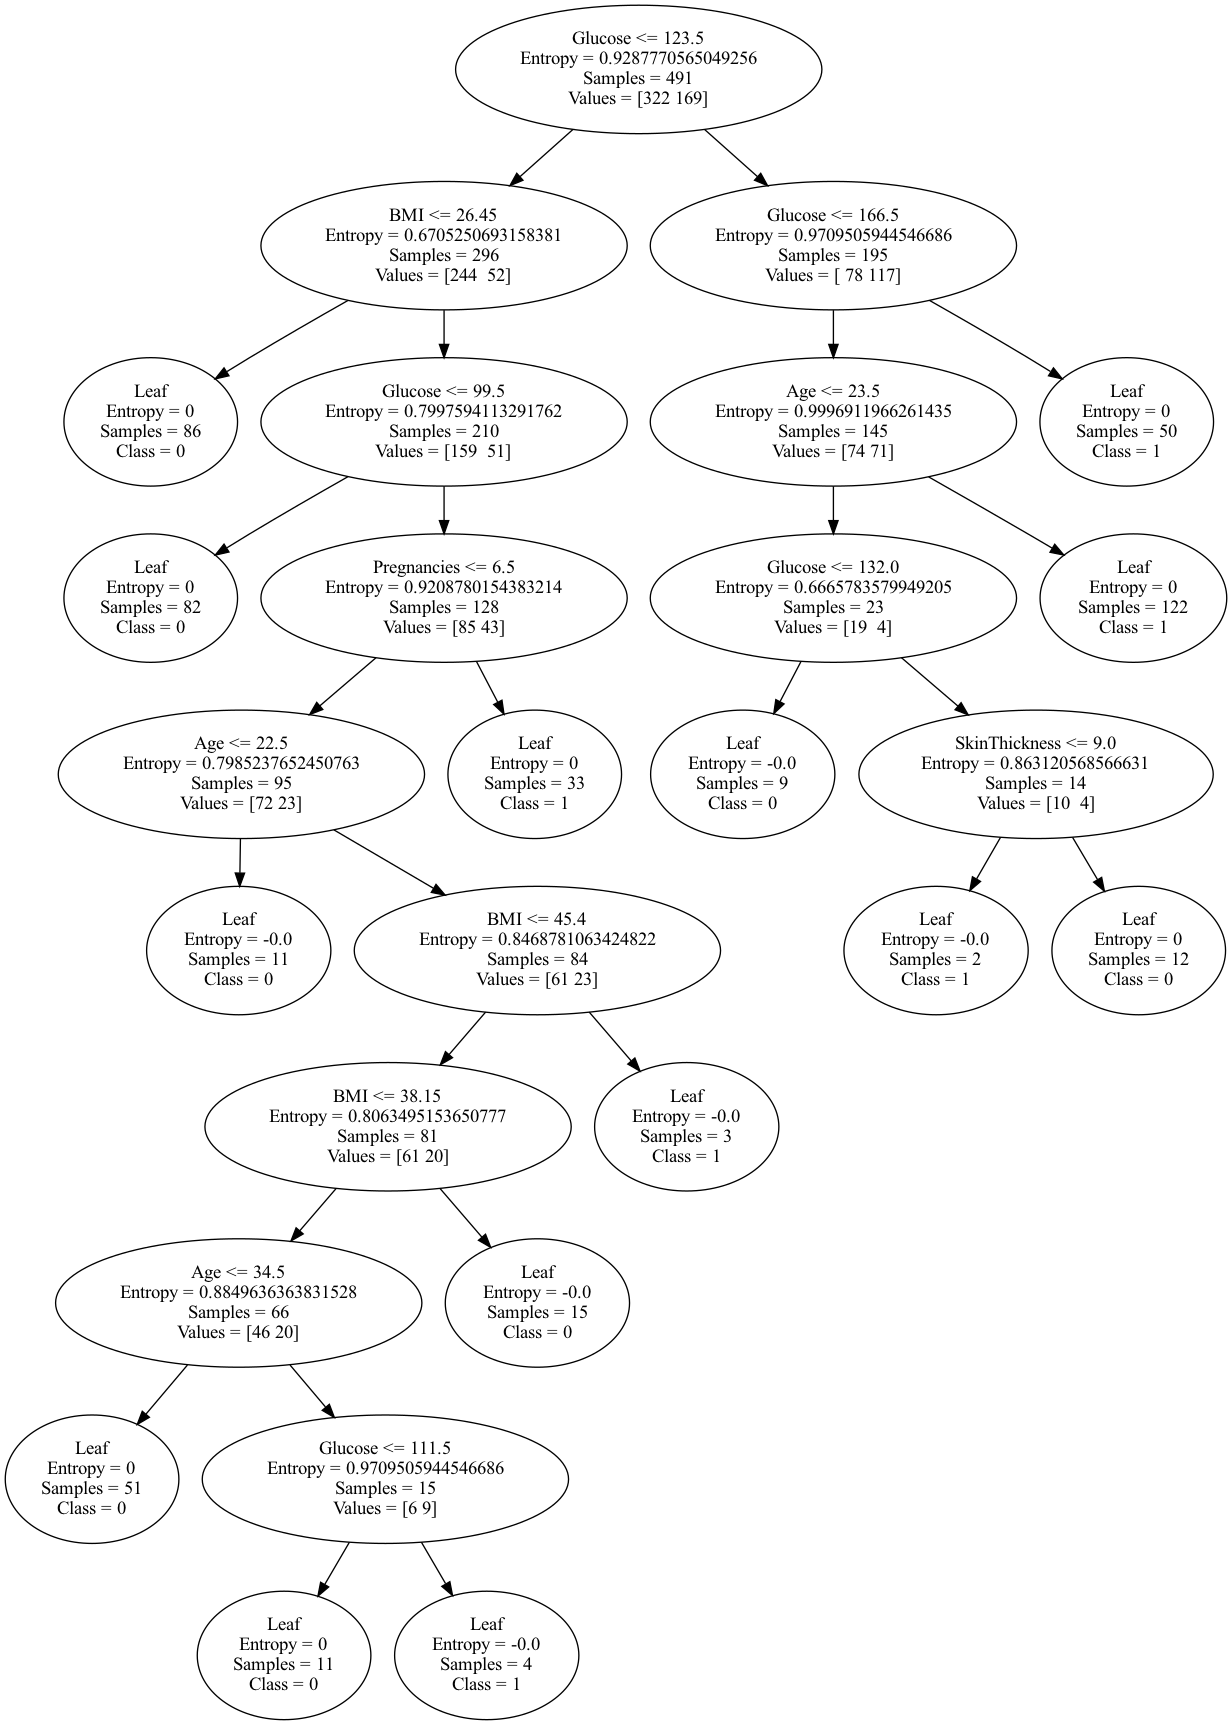 Glucose <= 123.5
Entropy = 0.9287770565049256
Samples = 491
Values = [322 169]
BMI <= 26.45
Entropy = 0.6705250693158381
Samples = 296
Values = [244  52]
Glucose <= 166.5
Entropy = 0.9709505944546686
Samples = 195
Values = [ 78 117]
Leaf
Entropy = 0
Samples = 86
Class = 0
Glucose <= 99.5
Entropy = 0.7997594113291762
Samples = 210
Values = [159  51]
Age <= 23.5
Entropy = 0.9996911966261435
Samples = 145
Values = [74 71]
Leaf
Entropy = 0
Samples = 50
Class = 1
Leaf
Entropy = 0
Samples = 82
Class = 0
Pregnancies <= 6.5
Entropy = 0.9208780154383214
Samples = 128
Values = [85 43]
Glucose <= 132.0
Entropy = 0.6665783579949205
Samples = 23
Values = [19  4]
Leaf
Entropy = 0
Samples = 122
Class = 1
Age <= 22.5
Entropy = 0.7985237652450763
Samples = 95
Values = [72 23]
Leaf
Entropy = 0
Samples = 33
Class = 1
Leaf
Entropy = -0.0
Samples = 9
Class = 0
SkinThickness <= 9.0
Entropy = 0.863120568566631
Samples = 14
Values = [10  4]
Leaf
Entropy = -0.0
Samples = 11
Class = 0
BMI <= 45.4
Entropy = 0.8468781063424822
Samples = 84
Values = [61 23]
Leaf
Entropy = -0.0
Samples = 2
Class = 1
Leaf
Entropy = 0
Samples = 12
Class = 0
BMI <= 38.15
Entropy = 0.8063495153650777
Samples = 81
Values = [61 20]
Leaf
Entropy = -0.0
Samples = 3
Class = 1
Age <= 34.5
Entropy = 0.8849636363831528
Samples = 66
Values = [46 20]
Leaf
Entropy = -0.0
Samples = 15
Class = 0
Leaf
Entropy = 0
Samples = 51
Class = 0
Glucose <= 111.5
Entropy = 0.9709505944546686
Samples = 15
Values = [6 9]
Leaf
Entropy = 0
Samples = 11
Class = 0
Leaf
Entropy = -0.0
Samples = 4
Class = 1